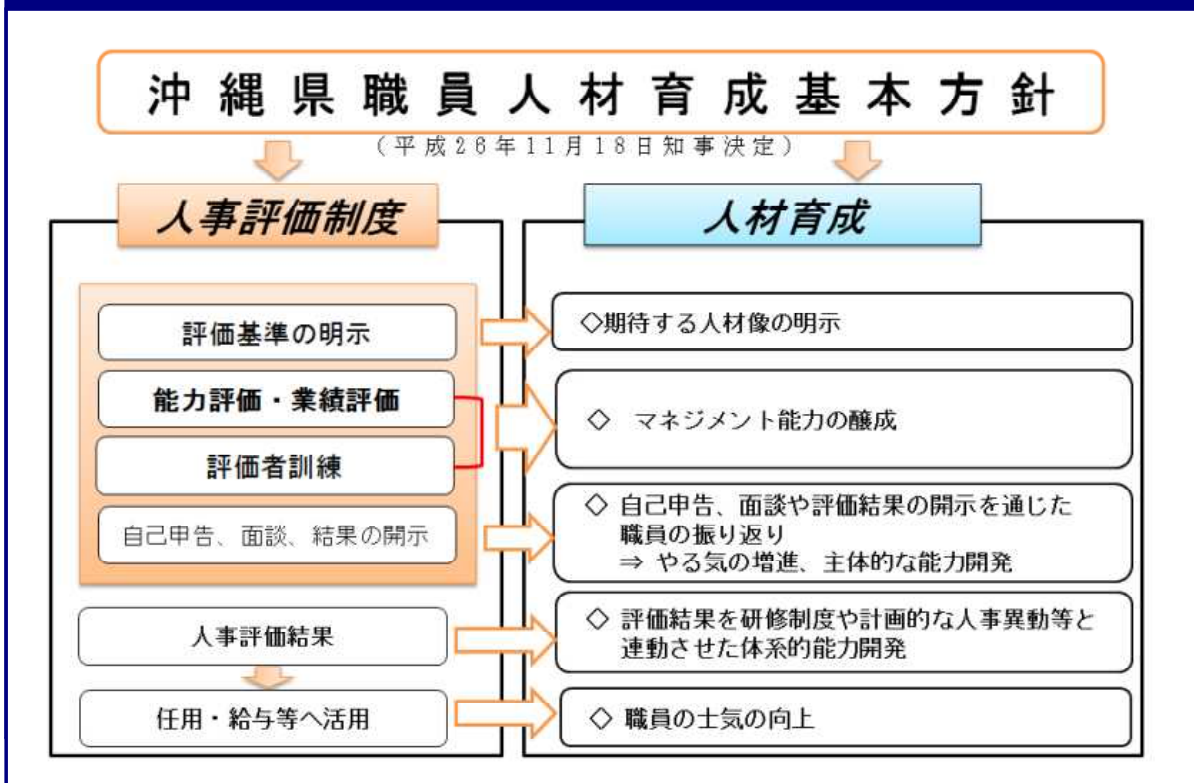 沖縄県職員人材育成基本方針
（平成26年11月18日知事決定）
人事評価制度
評価基準の明示
能力評価・業績評価
評価者訓練
自己申告、面談、結果の開示
人事評価結果
任用・給与等へ活用
人材育成
◇期待する人材像の明示
◇ マネジメント能力の醸成
◇ 自己申告、面談や評価結果の開示を通じた
職員の振り返り
⇒ やる気の増進、主体的な能力開発
◇ 評価結果を研修制度や計画的な人事異動等と
連動させた体系的能力開発
◇ 職員の士気の向上